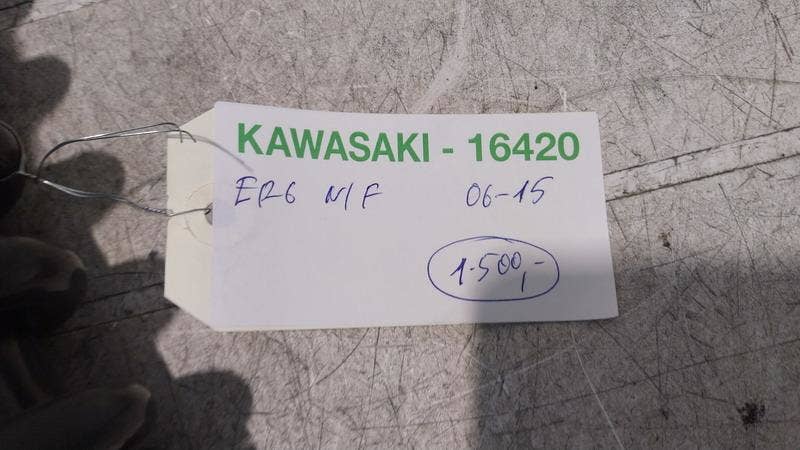 KAWASAKI - 16420
ER6 N/F 06-15
1.500,-